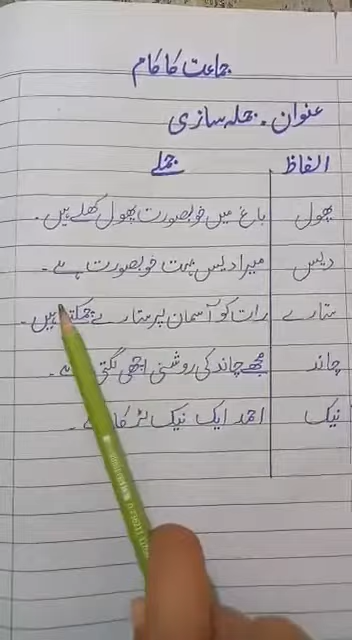 جماعت کا کام
عنوان . جملہ سازی
الفاظ جملے
پھول باغ میں خوبصورت پھول کھلے ہیں ۔
دیس میرا دیس بہت خوبصورت ہے ۔
ستارے رات کو آسمان پر ستارے چمکتے ہیں ۔
چاند مجھے چاند کی روشنی اچھی لگتی ہے ۔
نیک احمد ایک نیک لڑکا ہے ۔